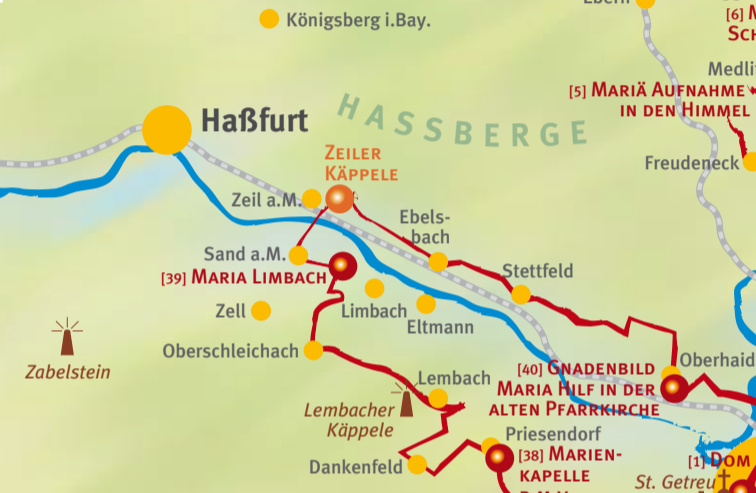 Ebern
Königsberg i.Bay.
[6] M
SCH
Medli
[5] MARIÄ AUFNAHME
IN DEN HIMMEL
Haßfurt
HASSBERGE
ZEILER
KÄPPELE
Freudeneck
Zeil a.M.
Ebels-
bach
Sand a.M.
[39] MARIA LIMBACH
Stettfeld
Zell
Limbach
Eltmann
Oberschleichach
Zabelstein
Oberhaid
[40] GNADENBILD
MARIA HILF IN DER
ALTEN PFARRKIRCHE
Lembach
Lembacher
Käppele
Priesendorf
[38] MARIEN-
KAPELLE
Dankenfeld
[1] DOM
St. Getreu